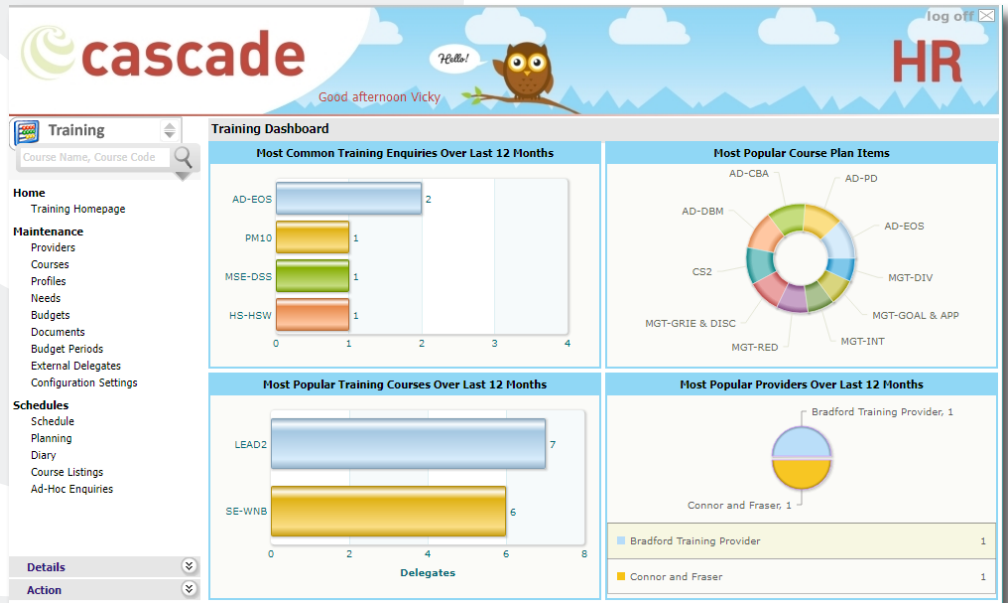 log off
cascade
Hello!
HR
Good afternoon Vicky
Training
Course Name, Course Code
Home
Training Homepage
Maintenance
Providers
Courses
Profiles
Needs
Budgets
Documents
Budget Periods
External Delegates
Configuration Settings
Schedules
Schedule
Planning
Diary
Course Listings
Ad-Hoc Enquiries
Details
Action
Training Dashboard
Most Common Training Enquiries Over Last 12 Months
AD-EOS 2
PM10 1
MSE-DSS 1
HS-HSW 1
0 1 2 3 4
Most Popular Course Plan Items
AD-CBA AD-PD
AD-DBM AD-EOS
CS2 MGT-DIV
MGT-GRIE & DISC MGT-GOAL & APP
MGT-RED MGT-INT
Most Popular Training Courses Over Last 12 Months
LEAD2 7
SE-WNB 6
0 2 4 6 8
Delegates
Most Popular Providers Over Last 12 Months
Bradford Training Provider, 1
Connor and Fraser, 1
Bradford Training Provider 1
Connor and Fraser 1